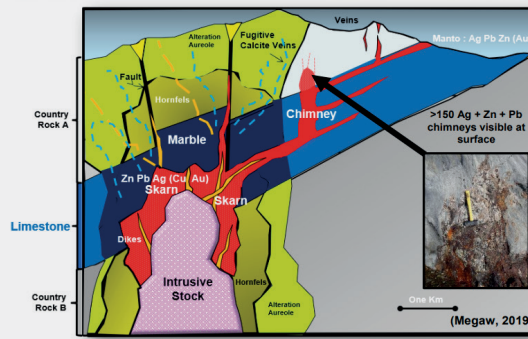 Veins
Alteration
Aureole
Fugitive
Calcite Veins
Manto : Ag Pb Zn (Au)
Fault
Country
Rock A
Hornfels
Chimney
>150 Ag + Zn + Pb
chimneys visible at
surface
Marble
Zn Pb Ag (Cu Au)
Skarn
Skarn
Limestone
Dikes
Intrusive
Stock
Hornfels
Country
Rock B
Alteration
Aureole
One Km
(Megaw, 2019)